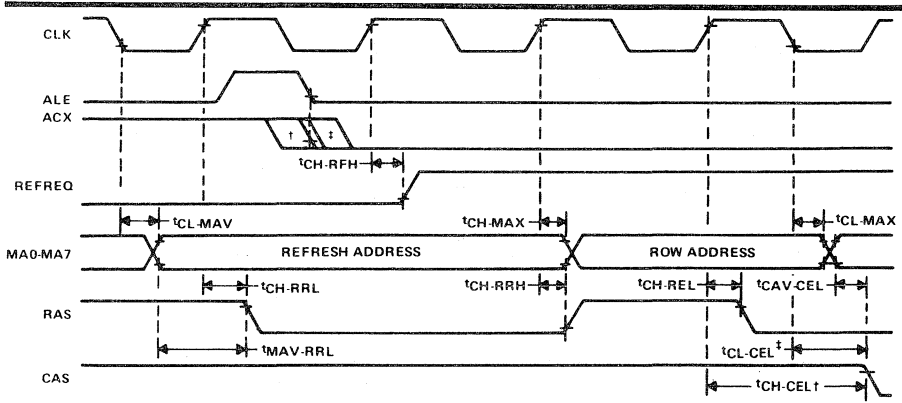 CLK
ALE
ACX
† ‡
tCH-RFH
REFREQ
tCL-MAV tCH-MAX tCL-MAX
MA0-MA7 REFRESH ADDRESS ROW ADDRESS
tCH-RRL tCH-RRH tCH-REL tCAV-CEL
RAS
tMAV-RRL tCL-CEL‡
CAS tCH-CEL†